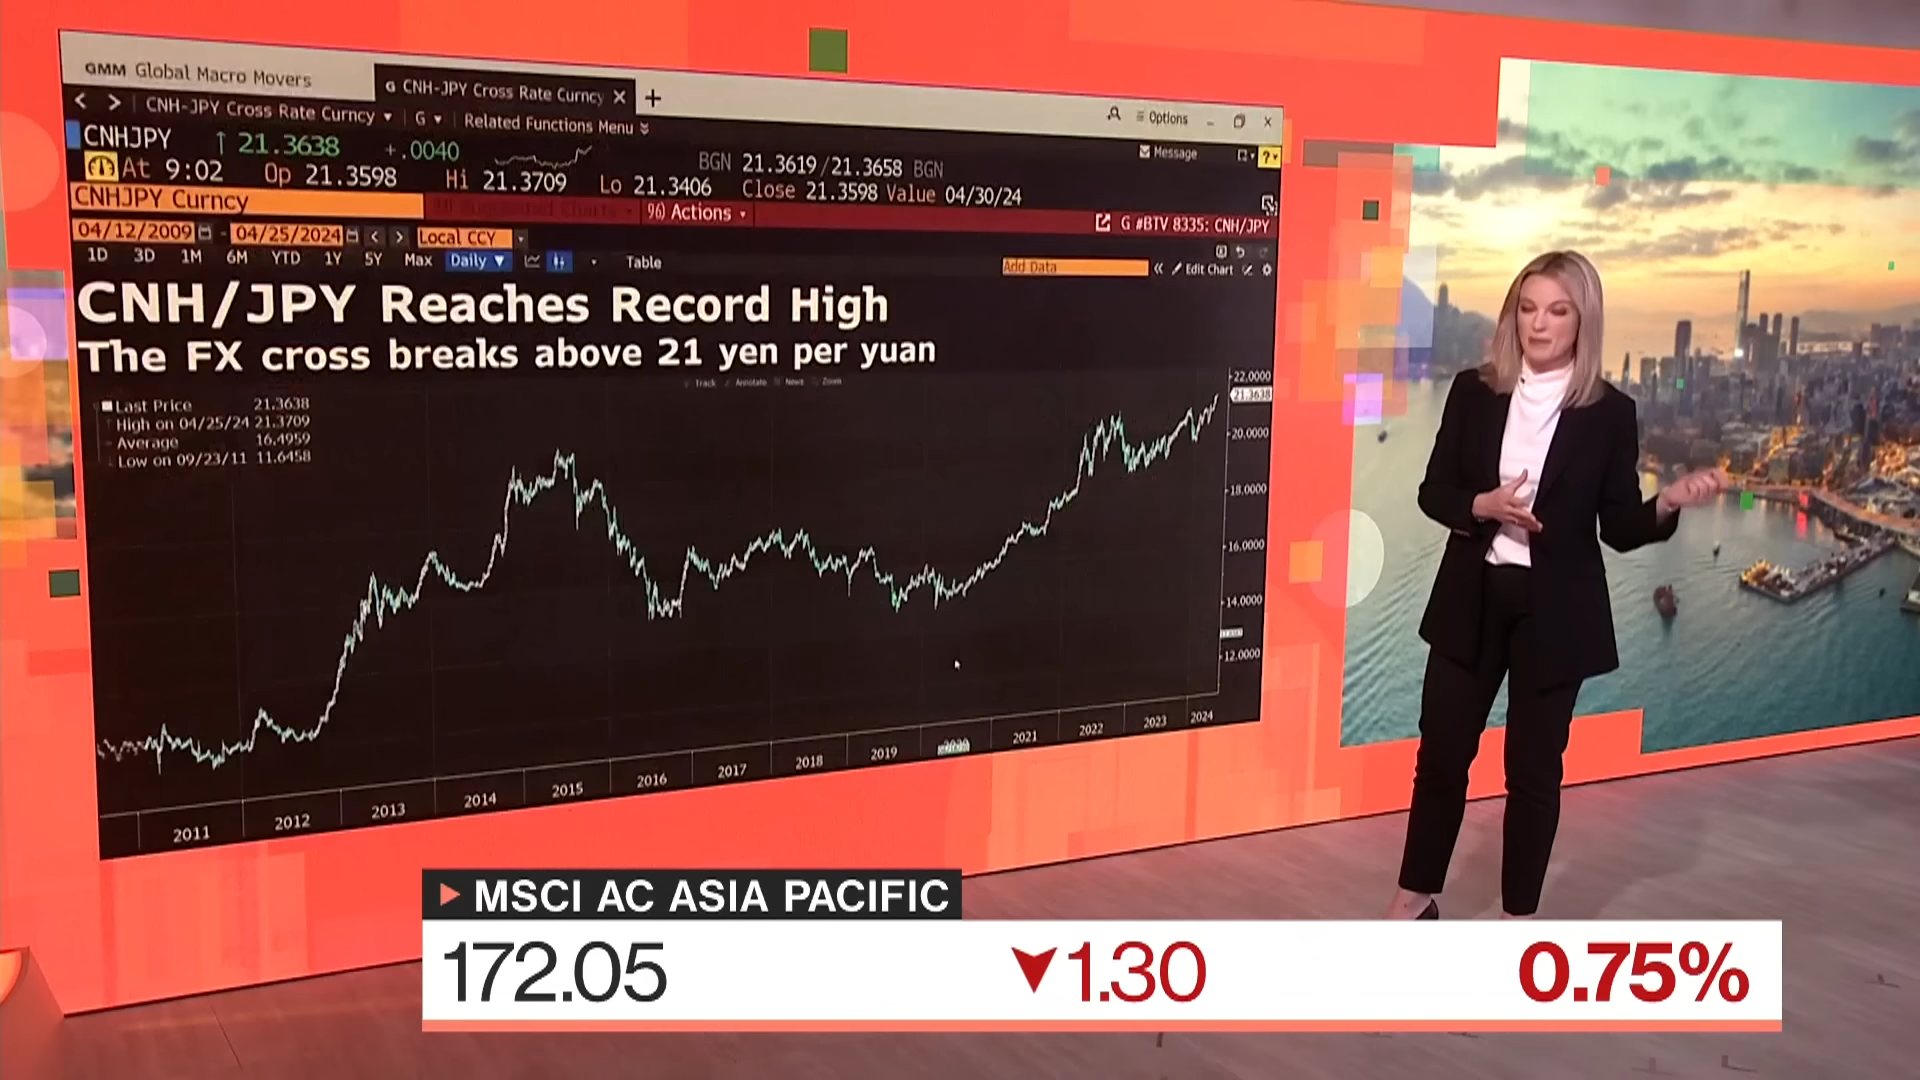 GMM Global Macro Movers
G CNH-JPY Cross Rate Curncy × +
< > CNH-JPY Cross Rate Curncy ▾ G ▾ Related Functions Menu
Options
Message
CNHJPY ↑ 21.3638 +.0040
BGN 21.3619/21.3658 BGN
At 9:02 Op 21.3598 Hi 21.3709 Lo 21.3406 Close 21.3598 Value 04/30/24
CNHJPY Curncy
96) Actions
G #BTV 8335: CNH/JPY
04/12/2009 - 04/25/2024 < > Local CCY
1D 3D 1M 6M YTD 1Y 5Y Max Daily ▼ Table
Add Data « Edit Chart
CNH/JPY Reaches Record High
The FX cross breaks above 21 yen per yuan
Track Annotate News Zoom
Last Price 21.3638
High on 04/25/24 21.3709
Average 16.4959
Low on 09/23/11 11.6458
22.0000
21.3638
20.0000
18.0000
16.0000
14.0000
12.0000
2011 2012 2013 2014 2015 2016 2017 2018 2019 2021 2022 2023 2024
MSCI AC ASIA PACIFIC
172.05 ▼1.30 0.75%